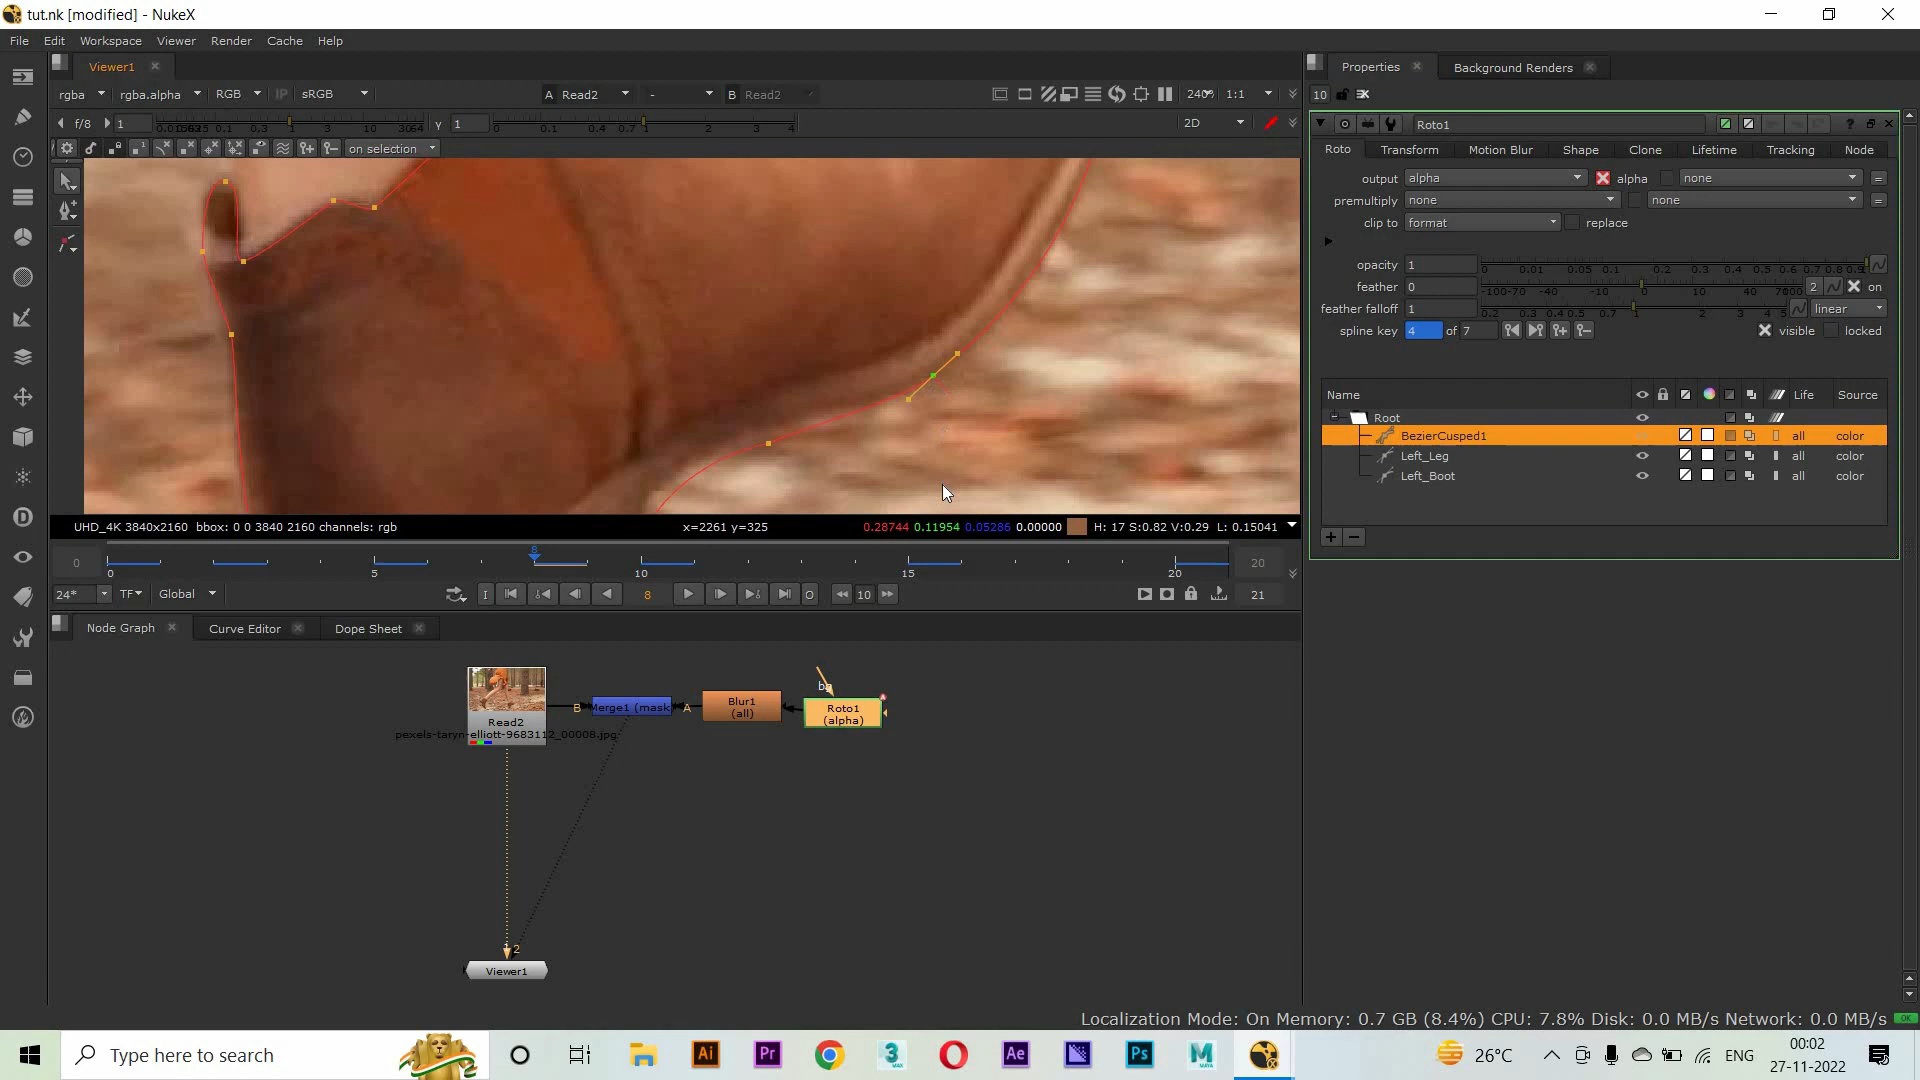 tut.nk [modified] - NukeX
File Edit Workspace Viewer Render Cache Help
Viewer1
Properties
Background Renders
rgba rgba.alpha RGB IP sRGB A Read2 - B Read2 240% 1:1
10
f/8 1 0.1 0.3 1 3 10 3064 y 1 0 0.1 0.4 0.7 1 2 3 4 2D
on selection
Roto1
Roto Transform Motion Blur Shape Clone Lifetime Tracking Node
output alpha alpha none =
premultiply none none =
clip to format replace
opacity 1 0 0.01 0.05 0.1 0.2 0.3 0.4 0.5 0.6 0.7 0.8
feather 0 -100-70 -40 -10 0 10 40 2 on
feather falloff 1 0.2 0.3 0.4 0.5 0.7 1 2 3 4 5 linear
spline key 4 of 7 visible locked
Name Life Source
Root
BezierCusped1 all color
Left_Leg all color
Left_Boot all color
UHD_4K 3840x2160 bbox: 0 0 3840 2160 channels: rgb x=2261 y=325 0.28744 0.11954 0.05286 0.00000 H: 17 S:0.82 V:0.29 L: 0.15041
0 8 20
0 5 10 15 20
24* TF Global I 8 O 10 21
Node Graph Curve Editor Dope Sheet
bg
Read2
pexels-taryn-elliott-9683112_00008.jpg
B Merge1 (mask A
Blur1
(all)
Roto1
(alpha)
1 2
Viewer1
Localization Mode: On Memory: 0.7 GB (8.4%) CPU: 7.8% Disk: 0.0 MB/s Network: 0.0 MB/s OK
Type here to search
Ai Pr 3 MAX Ae Ps M MAYA
26°C ENG
00:02
27-11-2022